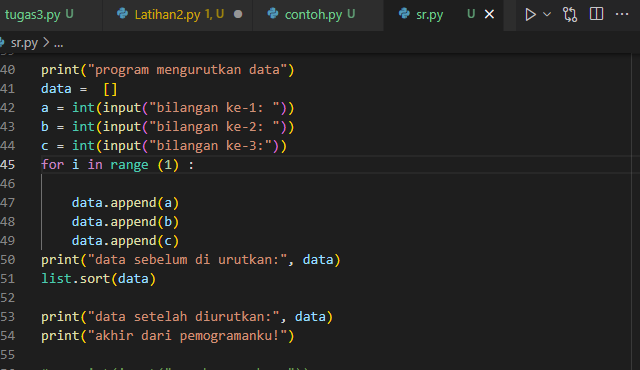 tugas3.py U Latihan2.py 1, U contoh.py U sr.py U
sr.py > ...
40 print("program mengurutkan data")
41 data =  []
42 a = int(input("bilangan ke-1: "))
43 b = int(input("bilangan ke-2: "))
44 c = int(input("bilangan ke-3:"))
45 for i in range (1) :
46
47     data.append(a)
48     data.append(b)
49     data.append(c)
50 print("data sebelum di urutkan:", data)
51 list.sort(data)
52
53 print("data setelah diurutkan:", data)
54 print("akhir dari pemogramanku!")
55